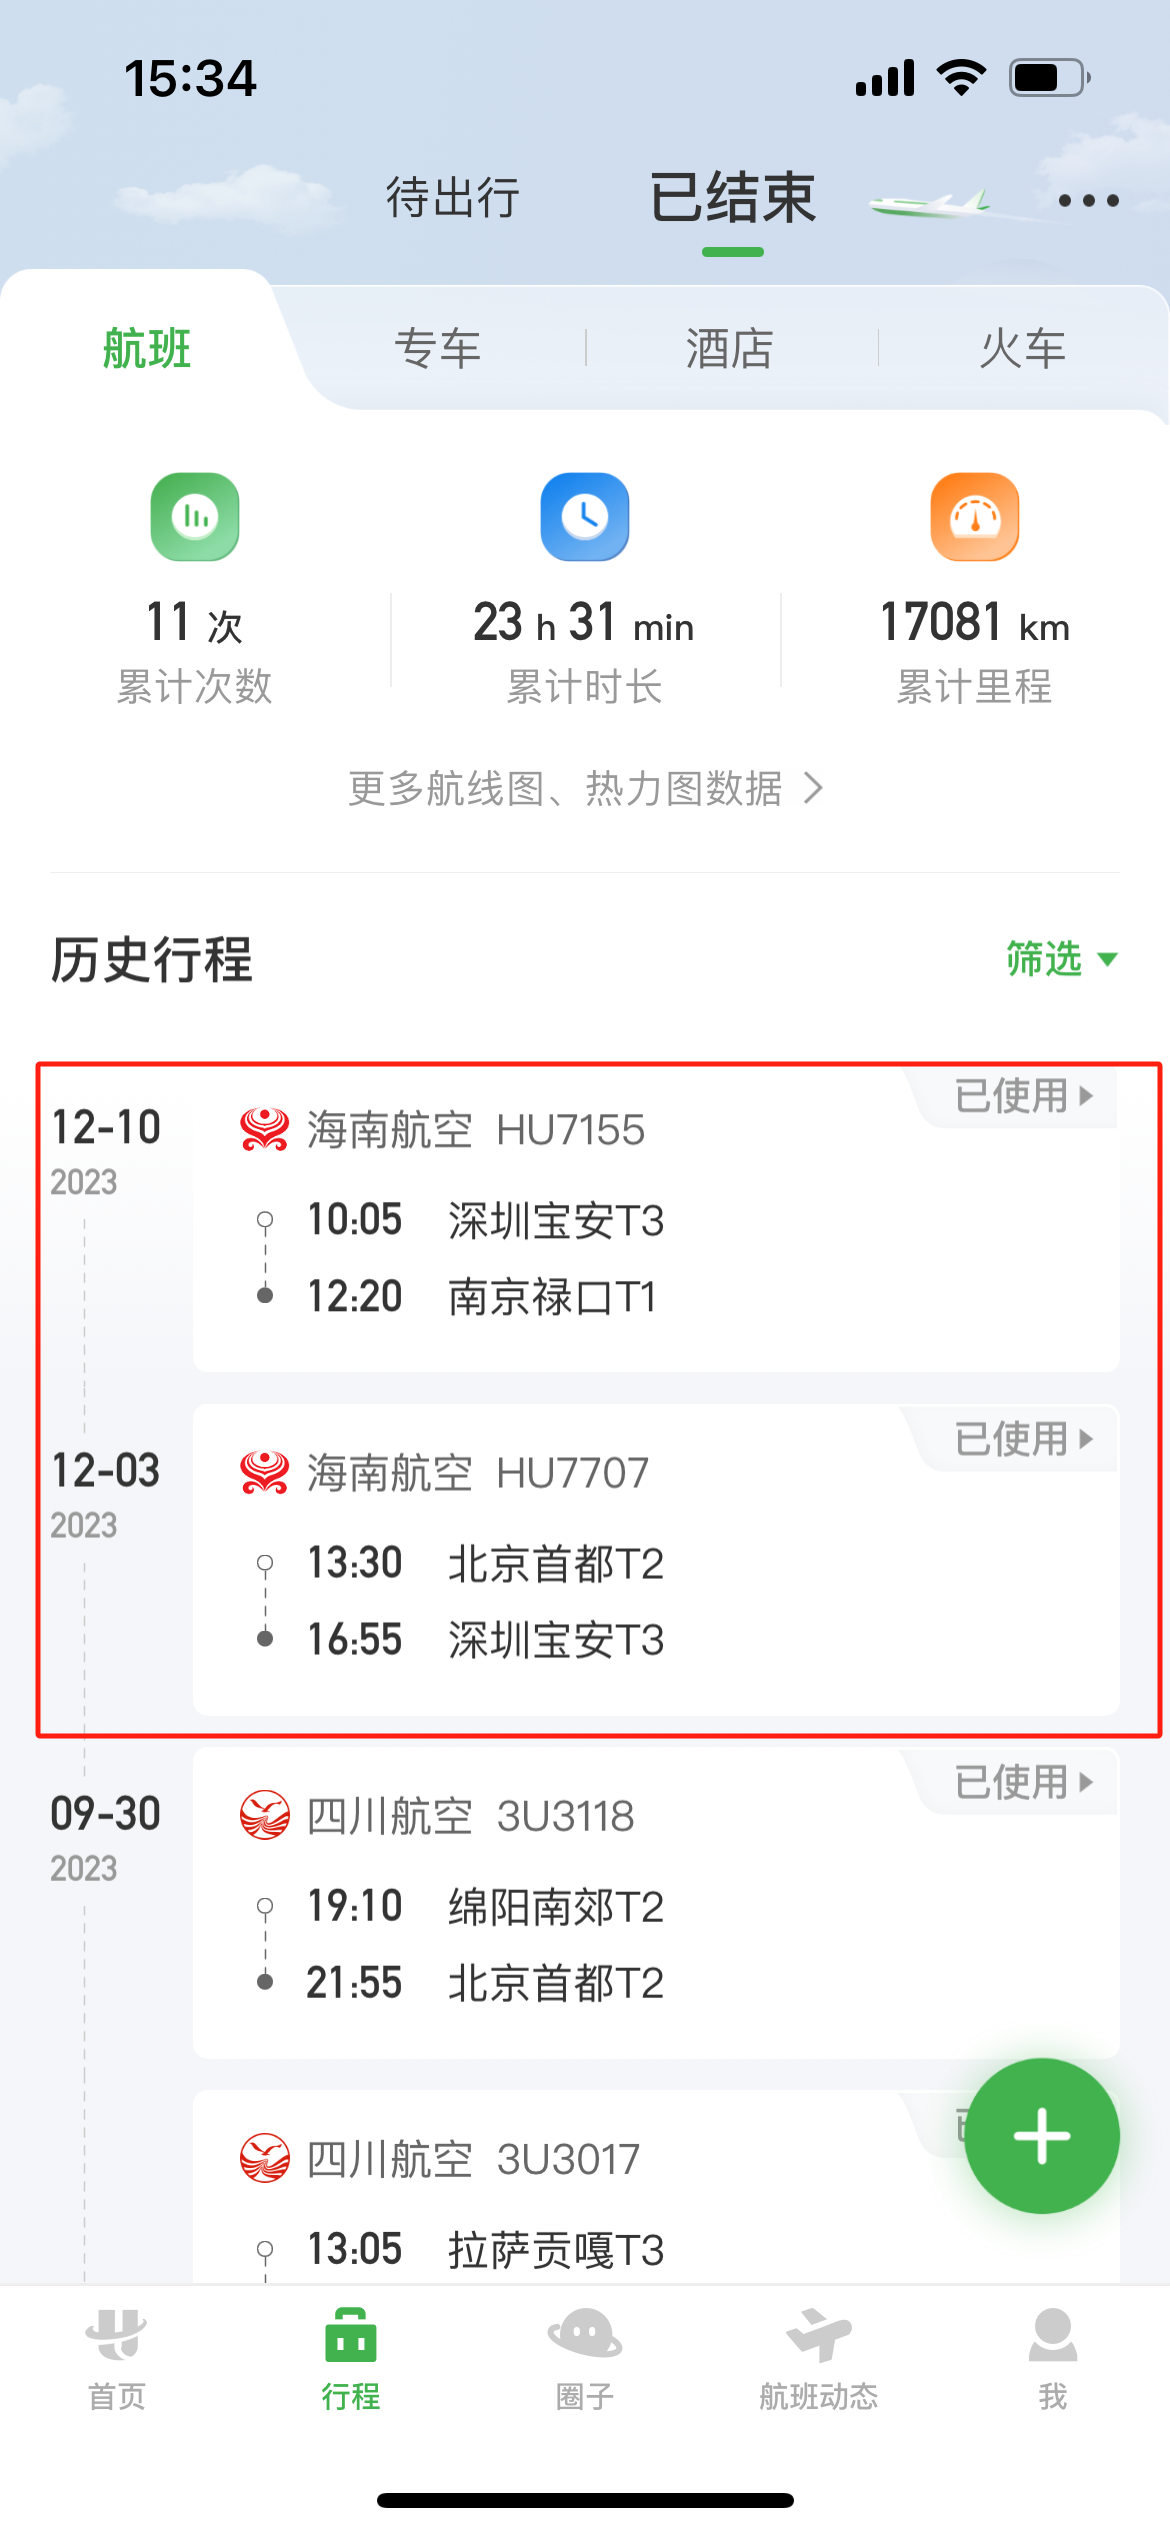 15:34
待出行 已结束
航班 专车 酒店 火车
11 次 23 h 31 min 17081 km
累计次数 累计时长 累计里程
更多航线图、热力图数据
历史行程 筛选
已使用
12-10 海南航空 HU7155
2023
10:05 深圳宝安T3
12:20 南京禄口T1
已使用
12-03 海南航空 HU7707
2023
13:30 北京首都T2
16:55 深圳宝安T3
已使用
09-30 四川航空 3U3118
2023
19:10 绵阳南郊T2
21:55 北京首都T2
四川航空 3U3017
13:05 拉萨贡嘎T3
首页 行程 圈子 航班动态 我